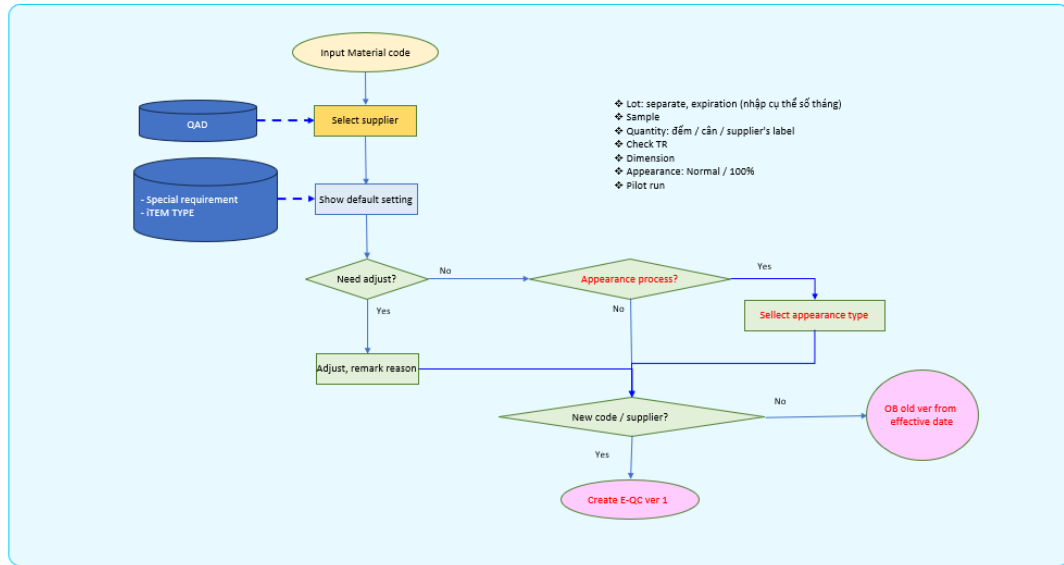 Input Material code
QAD
Select supplier
❖ Lot: separate, expiration (nhập cụ thể số tháng)
❖ Sample
❖ Quantity: đếm / cân / supplier's label
❖ Check TR
❖ Dimension
❖ Appearance: Normal / 100%
❖ Pilot run
- Special requirement
- iTEM TYPE
Show default setting
Need adjust?
No
Appearance process?
Yes
Yes
No
Sellect appearance type
Adjust, remark reason
New code / supplier?
No
OB old ver from
effective date
Yes
Create E-QC ver 1